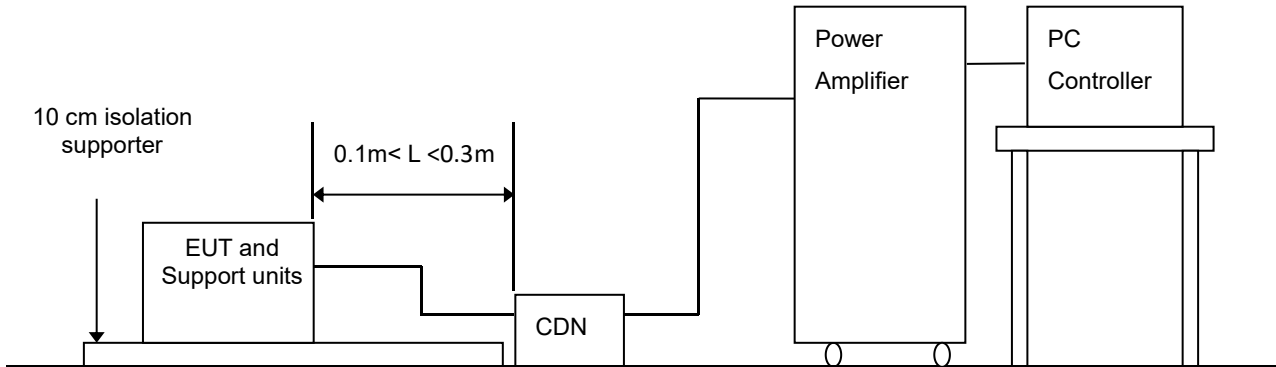 10 cm isolation
supporter
0.1m< L <0.3m
EUT and
Support units
CDN
Power
Amplifier
PC
Controller